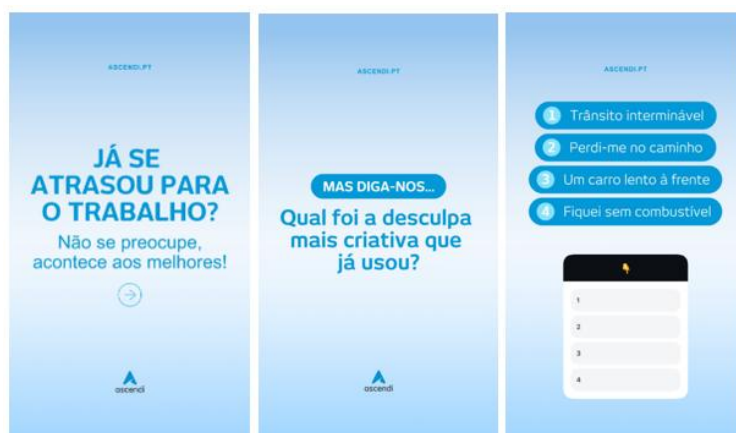 ASCENDI.PT
JÁ SE
ATRASOU PARA
O TRABALHO?
Não se preocupe,
acontece aos melhores!
ascendi
ASCENDI.PT
MAS DIGA-NOS...
Qual foi a desculpa
mais criativa que
já usou?
ascendi
ASCENDI.PT
1 Trânsito interminável
2 Perdi-me no caminho
3 Um carro lento à frente
4 Fiquei sem combustível
1
2
3
4